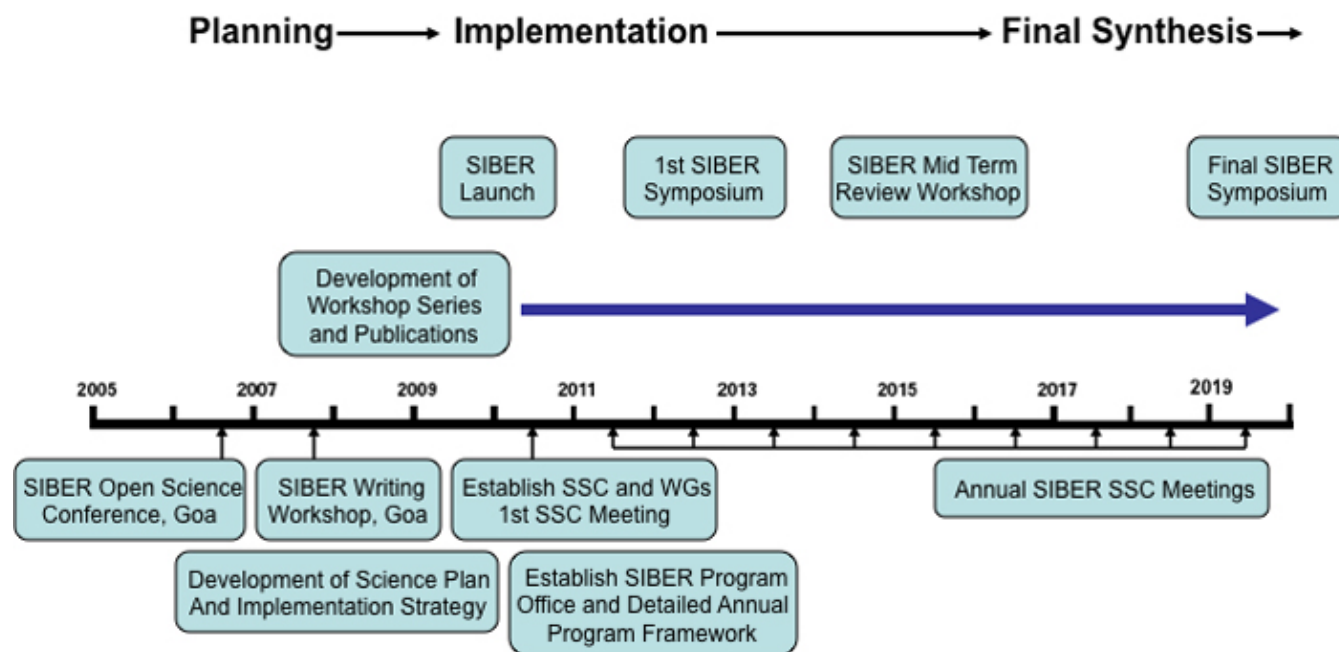 Planning Implementation Final Synthesis
SIBER
Launch
1st SIBER
Symposium
SIBER Mid Term
Review Workshop
Final SIBER
Symposium
Development of
Workshop Series
and Publications
2005 2007 2009 2011 2013 2015 2017 2019
SIBER Open Science
Conference, Goa
SIBER Writing
Workshop, Goa
Establish SSC and WGs
1st SSC Meeting
Annual SIBER SSC Meetings
Development of Science Plan
And Implementation Strategy
Establish SIBER Program
Office and Detailed Annual
Program Framework